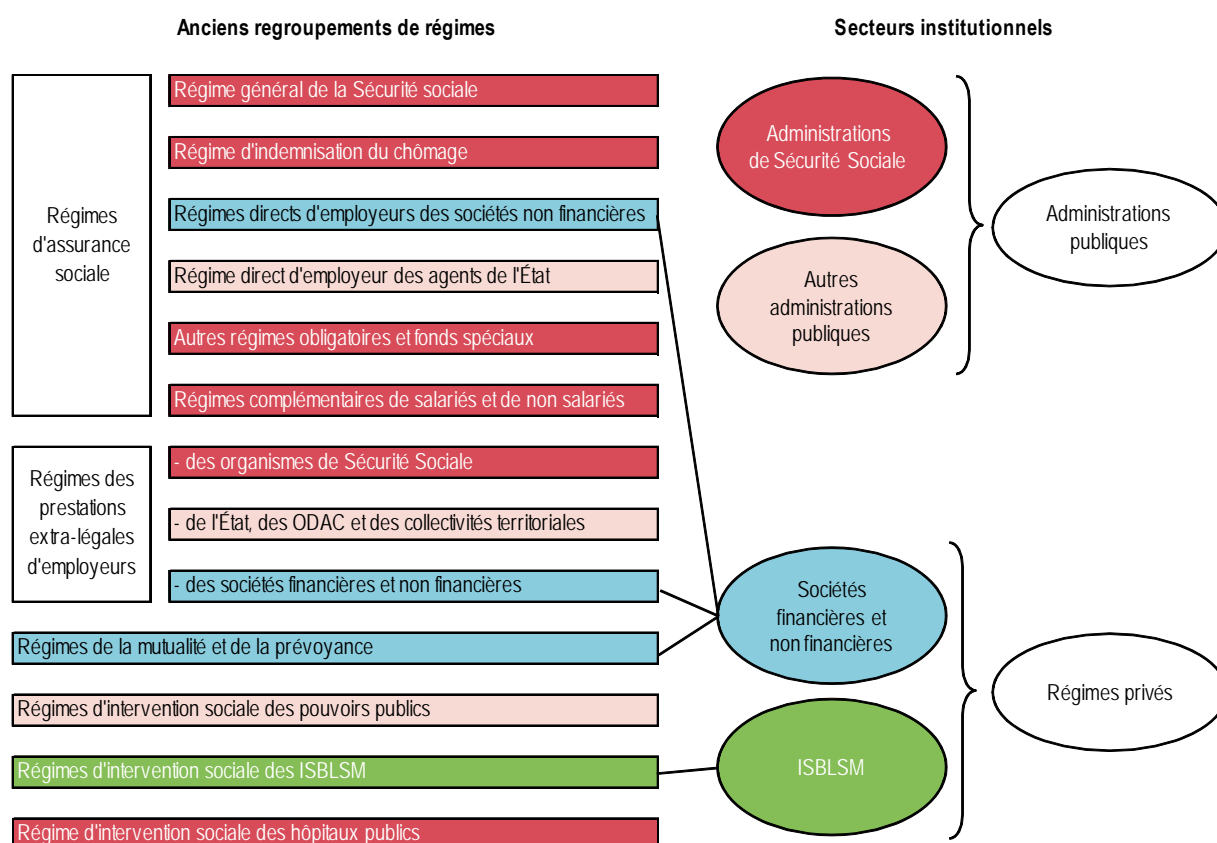 Anciens regroupements de régimes
Secteurs institutionnels
Régimes
d'assurance
sociale
Régime général de la Sécurité sociale
Régime d'indemnisation du chômage
Régimes directs d'employeurs des sociétés non financières
Régime direct d'employeur des agents de l'État
Autres régimes obligatoires et fonds spéciaux
Régimes complémentaires de salariés et de non salariés
Régimes des
prestations
extra-légales
d'employeurs
- des organismes de Sécurité Sociale
- de l'État, des ODAC et des collectivités territoriales
- des sociétés financières et non financières
Régimes de la mutualité et de la prévoyance
Régimes d'intervention sociale des pouvoirs publics
Régimes d'intervention sociale des ISBLSM
Régime d'intervention sociale des hôpitaux publics
Administrations
de Sécurité Sociale
Autres
administrations
publiques
Administrations
publiques
Sociétés
financières et
non financières
ISBLSM
Régimes privés